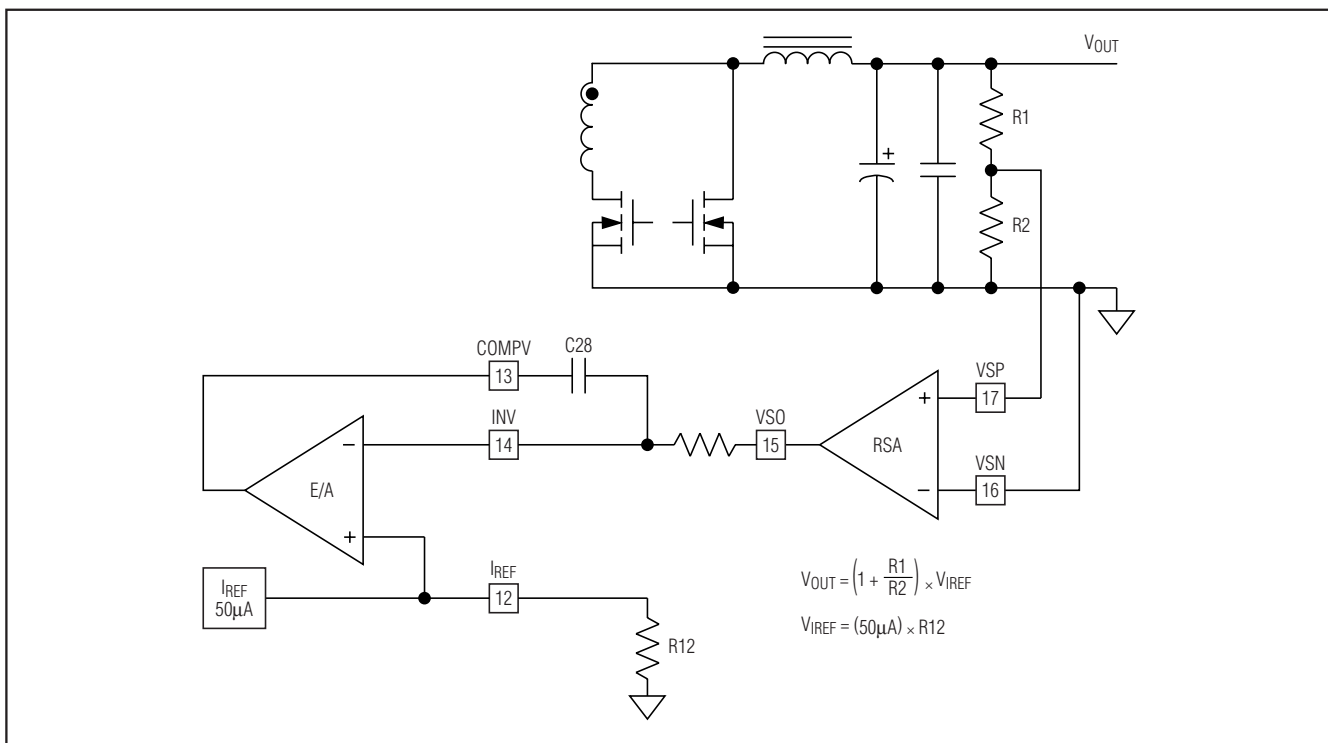 VOUT
R1
R2
+
COMPV
C28
13
INV
14
VSO
15
VSP
17
VSN
16
+
−
RSA
−
+
E/A
IREF
50μA
IREF
12
R12
VOUT = (1 + R1/R2) × VIREF
VIREF = (50μA) × R12